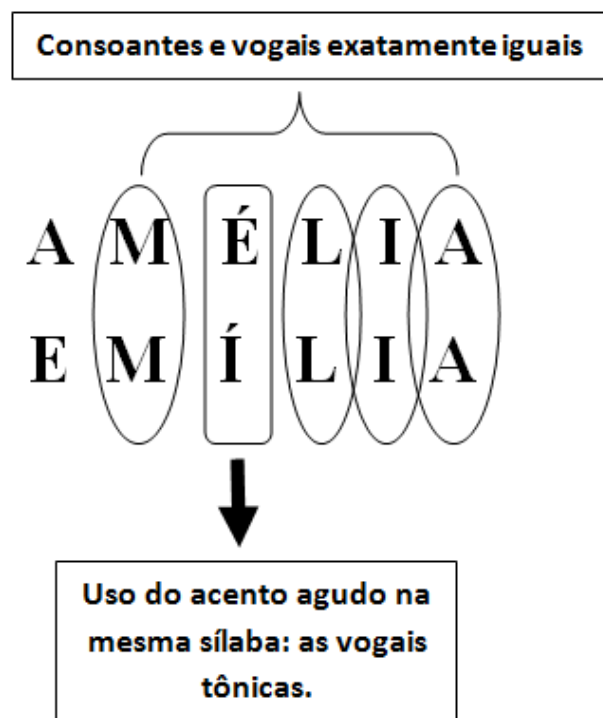 Consoantes e vogais exatamente iguais
A M É L I A
E M Í L I A
Uso do acento agudo na
mesma sílaba: as vogais
tônicas.